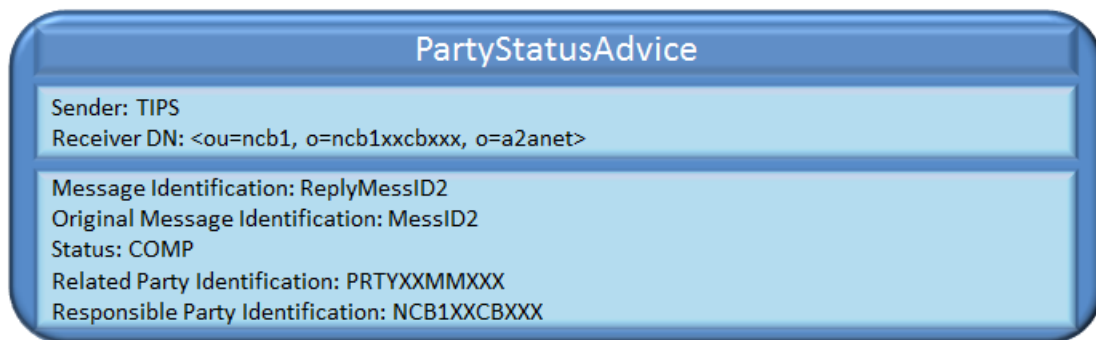 PartyStatusAdvice
Sender: TIPS
Receiver DN: <ou=ncb1, o=ncb1xxcbxxx, o=a2anet>
Message Identification: ReplyMessID2
Original Message Identification: MessID2
Status: COMP
Related Party Identification: PRTYXXMMXXX
Responsible Party Identification: NCB1XXCBXXX